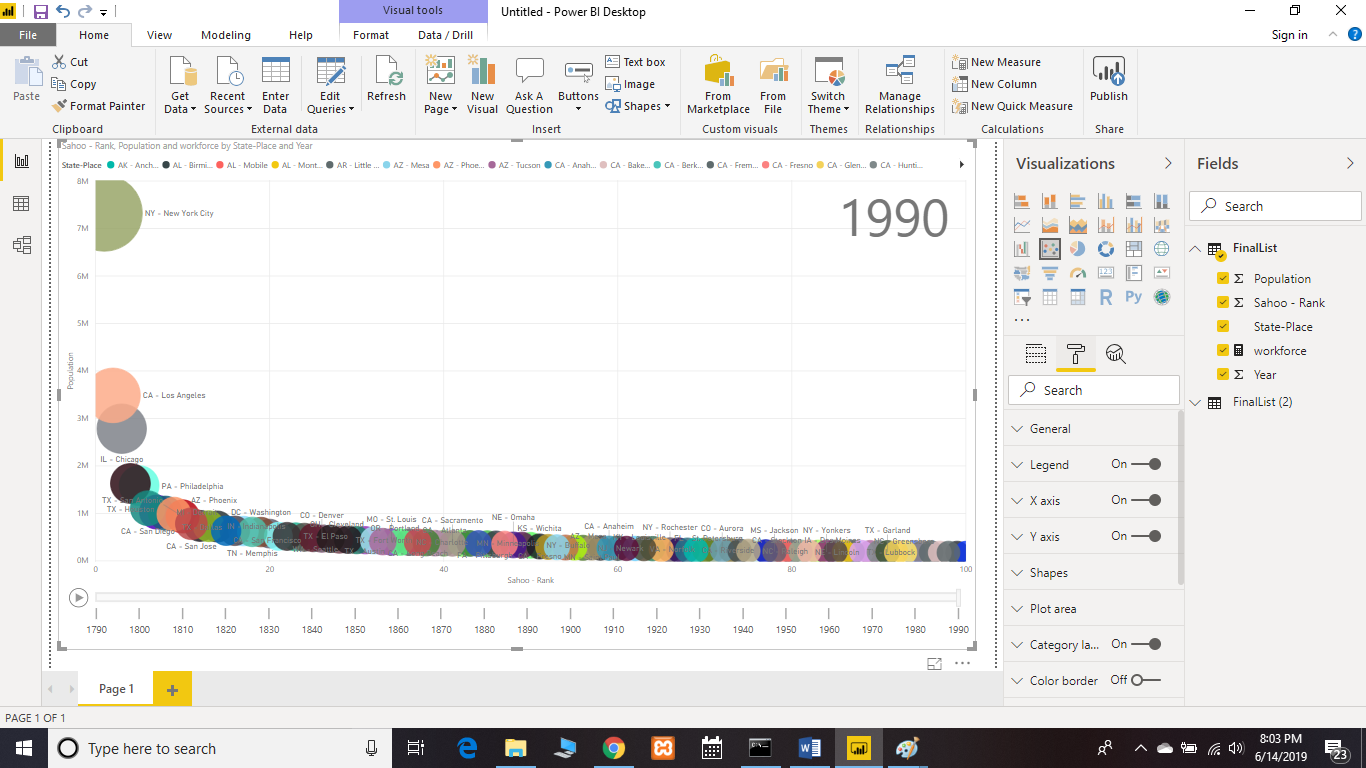 Visual tools
Untitled - Power BI Desktop
File Home View Modeling Help Format Data / Drill Sign in
Cut
Copy
Format Painter
Paste
Clipboard
Get Data
Recent Sources
Enter Data
Edit Queries
Refresh
External data
New Page
New Visual
Ask A Question
Buttons
Text box
Image
Shapes
Insert
From Marketplace
From File
Custom visuals
Switch Theme
Themes
Manage Relationships
Relationships
New Measure
New Column
New Quick Measure
Calculations
Publish
Share
Sahoo - Rank, Population and workforce by State-Place and Year
State-Place AK - Anch... AL - Birmi... AL - Mobile AL - Mont... AR - Little ... AZ - Mesa AZ - Phoe... AZ - Tucson CA - Anah... CA - Bake... CA - Berk... CA - Frem... CA - Fresno CA - Glen... CA - Hunti...
1990
8M
7M
6M
5M
4M
3M
2M
1M
0M
Population
NY - New York City
CA - Los Angeles
IL - Chicago
PA - Philadelphia
AZ - Phoenix
CA - San Diego
CA - San Jose
DC - Washington
TN - Memphis
CO - Denver
TX - El Paso
MO - St. Louis
CA - Sacramento
NE - Omaha
KS - Wichita
CA - Anaheim
Newark
NY - Rochester
CO - Aurora
MS - Jackson
NY - Yonkers
TX - Garland
Lubbock
0 20 40 60 80 100
Sahoo - Rank
1790 1800 1810 1820 1830 1840 1850 1860 1870 1880 1890 1900 1910 1920 1930 1940 1950 1960 1970 1980 1990
Visualizations
R Py
Search
General
Legend On
X axis On
Y axis On
Shapes
Plot area
Category la... On
Color border Off
Fields
Search
FinalList
Population
Sahoo - Rank
State-Place
workforce
Year
FinalList (2)
Page 1
PAGE 1 OF 1
Type here to search
8:03 PM
6/14/2019
23